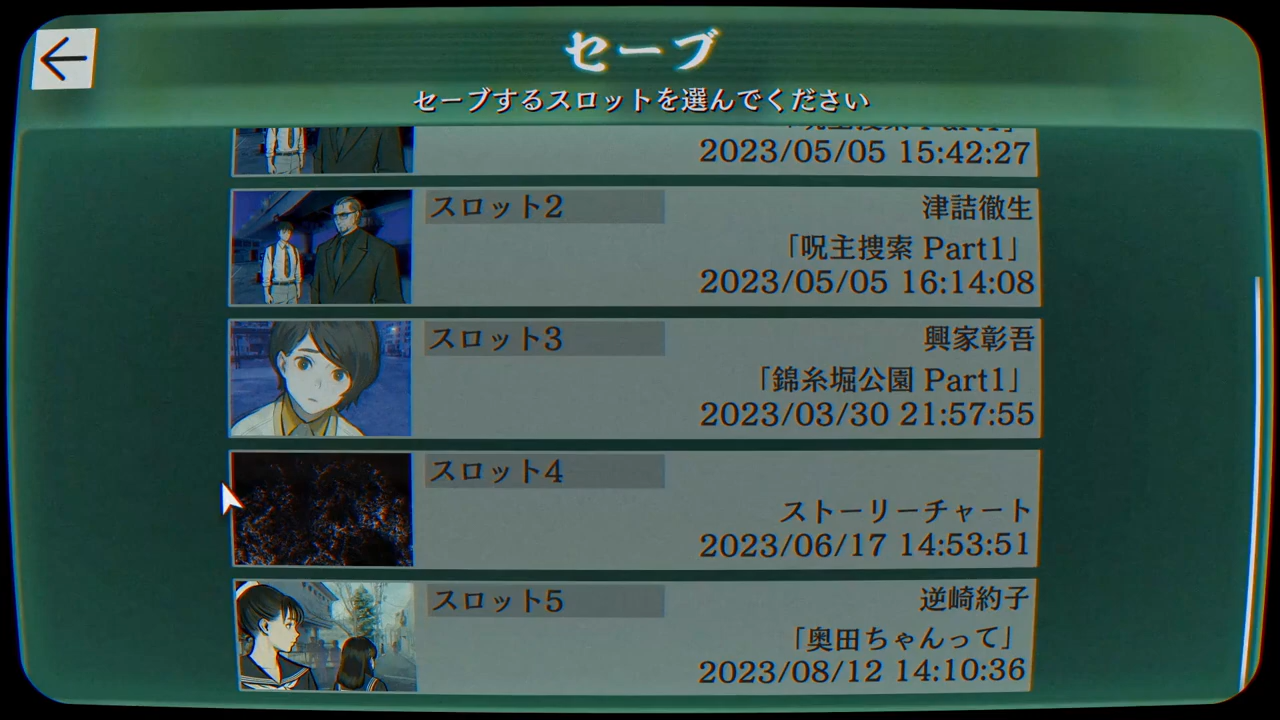 セーブ
セーブするスロットを選んでください
「呪主捜索 Part1」
2023/05/05 15:42:27
スロット2
津詰徹生
「呪主捜索 Part1」
2023/05/05 16:14:08
スロット3
興家彰吾
「錦糸堀公園 Part1」
2023/03/30 21:57:55
スロット4
ストーリーチャート
2023/06/17 14:53:51
スロット5
逆崎約子
「奥田ちゃんって」
2023/08/12 14:10:36